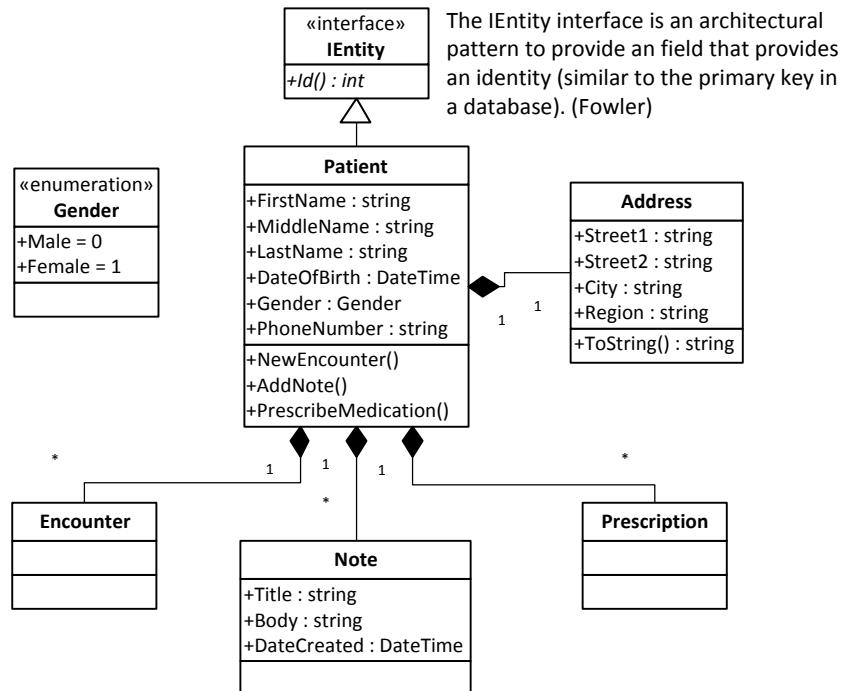 «interface»
IEntity
+Id() : int
The IEntity interface is an architectural
pattern to provide an field that provides
an identity (similar to the primary key in
a database). (Fowler)
«enumeration»
Gender
+Male = 0
+Female = 1
Patient
+FirstName : string
+MiddleName : string
+LastName : string
+DateOfBirth : DateTime
+Gender : Gender
+PhoneNumber : string
+NewEncounter()
+AddNote()
+PrescribeMedication()
1
1
Address
+Street1 : string
+Street2 : string
+City : string
+Region : string
+ToString() : string
*
1
1
1
*
*
Encounter
Note
+Title : string
+Body : string
+DateCreated : DateTime
Prescription